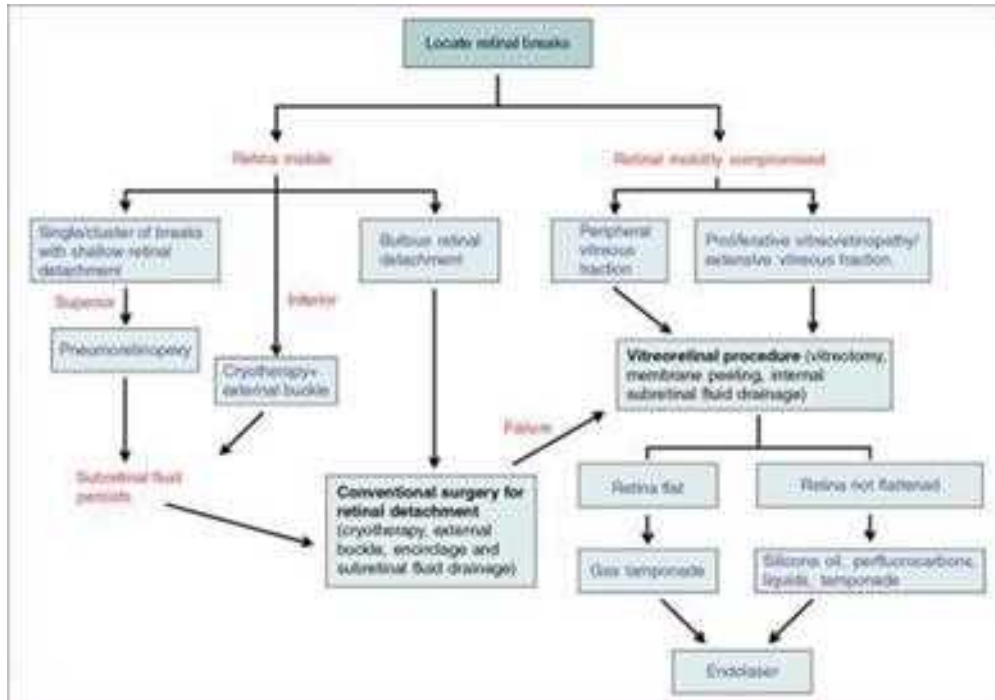 Locate retinal breaks
Retina mobile
Retinal mobility compromised
Single/cluster of breaks
with shallow retinal
detachment
Bullous retinal
detachment
Peripheral
vitreous
traction
Proliferative vitreoretinopathy/
extensive vitreous traction
Superior
Inferior
Pneumoretinopexy
Cryotherapy+
external buckle
Vitreoretinal procedure (vitrectomy,
membrane peeling, internal
subretinal fluid drainage)
Failure
Subretinal fluid
persists
Conventional surgery for
retinal detachment
(cryotherapy, external
buckle, encirclage and
subretinal fluid drainage)
Retina flat
Retina not flattened
Gas tamponade
Silicone oil, perfluorocarbone,
liquids, tamponade
Endolaser